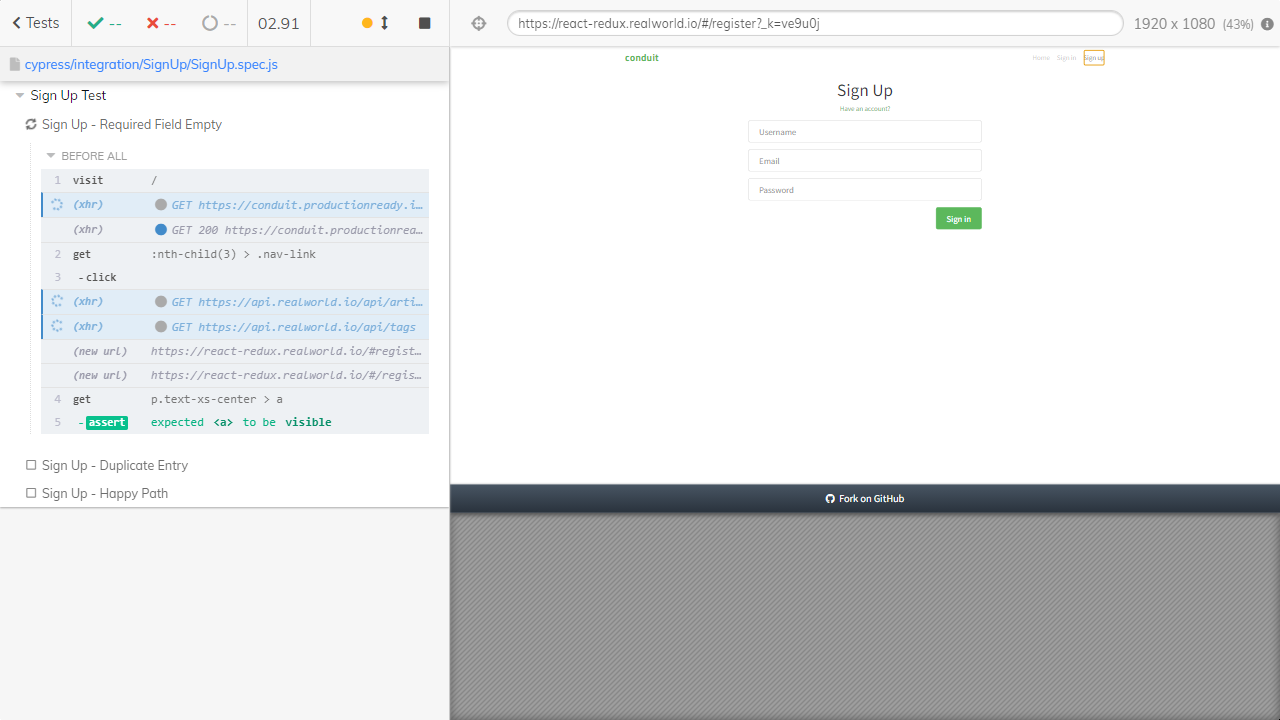 Tests
--
--
--
02.91
https://react-redux.realworld.io/#/register?_k=ve9u0j
1920 x 1080 (43%)
cypress/integration/SignUp/SignUp.spec.js
Sign Up Test
Sign Up - Required Field Empty
BEFORE ALL
1 visit /
(xhr) GET https://conduit.productionready.i...
(xhr) GET 200 https://conduit.productionrea...
2 get :nth-child(3) > .nav-link
3 - click
(xhr) GET https://api.realworld.io/api/arti...
(xhr) GET https://api.realworld.io/api/tags
(new url) https://react-redux.realworld.io/#regist...
(new url) https://react-redux.realworld.io/#/regis...
4 get p.text-xs-center > a
5 - assert expected <a> to be visible
Sign Up - Duplicate Entry
Sign Up - Happy Path
conduit
Home Sign in Sign up
Sign Up
Have an account?
Username
Email
Password
Sign in
Fork on GitHub